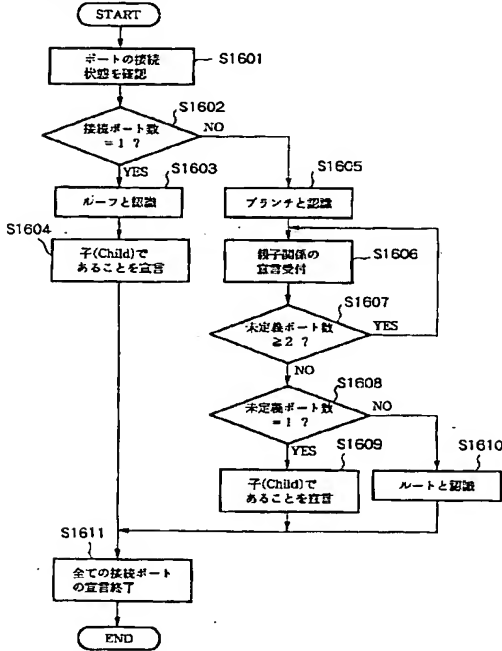 START
ポートの接続
状態を確認
S1601
接続ポート数
=1?
S1602
NO
YES
S1603
リーフと認識
S1604
子(Child)で
あることを宣言
S1605
ブランチと認識
親子関係の
宣言受付
S1606
S1607
未定義ポート数
≧2?
YES
NO
S1608
未定義ポート数
=1?
NO
YES
S1609
子(Child)で
あることを宣言
S1610
ルートと認識
S1611
全ての接続ポート
の宣言終了
END